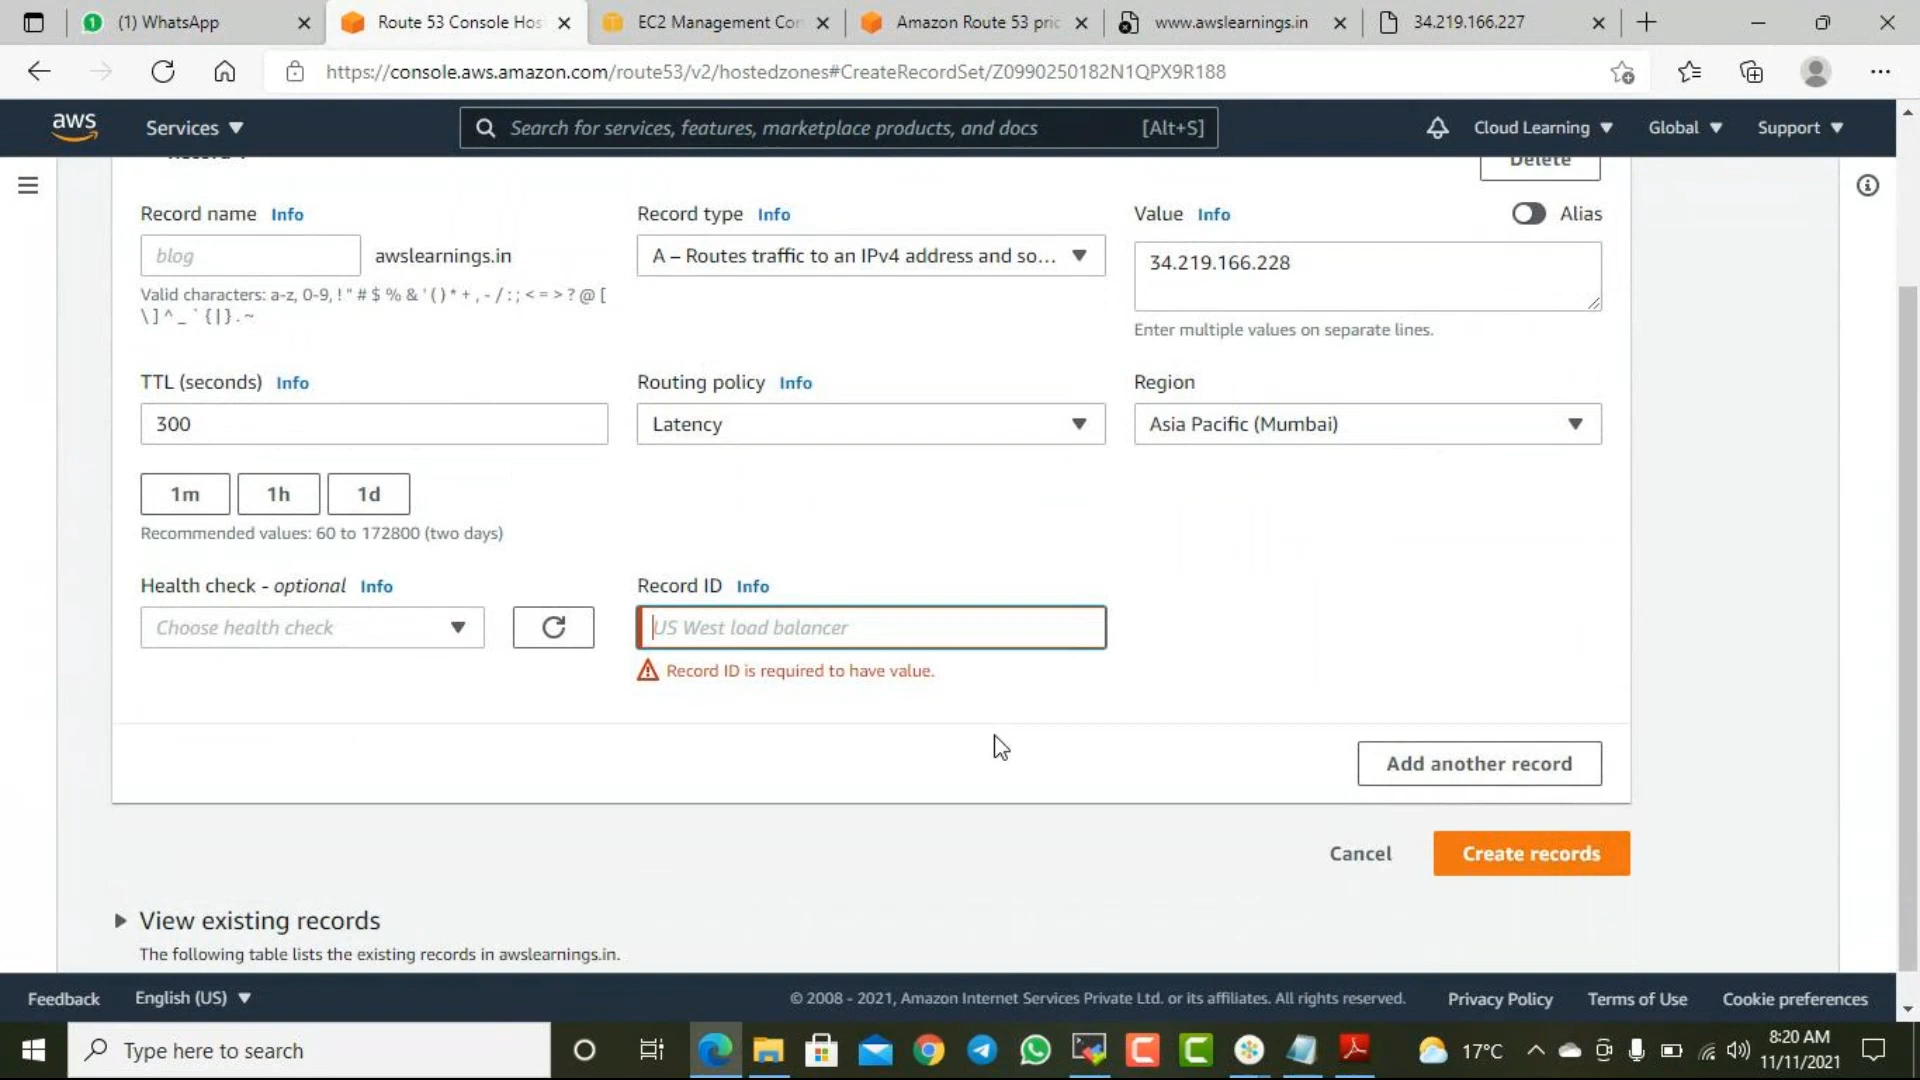 (1) WhatsApp
Route 53 Console Hos
EC2 Management Con
Amazon Route 53 pric
www.awslearnings.in
34.219.166.227
https://console.aws.amazon.com/route53/v2/hostedzones#CreateRecordSet/Z0990250182N1QPX9R188
aws
Services
Search for services, features, marketplace products, and docs
[Alt+S]
Cloud Learning
Global
Support
Delete
Record name Info
blog
awslearnings.in
Valid characters: a-z, 0-9, ! " # $ % & ' ( ) * + , - / : ; < = > ? @ [
\ ] ^ _ ` { | } . ~
Record type Info
A – Routes traffic to an IPv4 address and so...
Value Info
Alias
34.219.166.228
Enter multiple values on separate lines.
TTL (seconds) Info
300
1m
1h
1d
Recommended values: 60 to 172800 (two days)
Routing policy Info
Latency
Region
Asia Pacific (Mumbai)
Health check - optional Info
Choose health check
Record ID Info
US West load balancer
Record ID is required to have value.
Add another record
Cancel
Create records
View existing records
The following table lists the existing records in awslearnings.in.
Feedback
English (US)
© 2008 - 2021, Amazon Internet Services Private Ltd. or its affiliates. All rights reserved.
Privacy Policy
Terms of Use
Cookie preferences
Type here to search
17°C
8:20 AM
11/11/2021